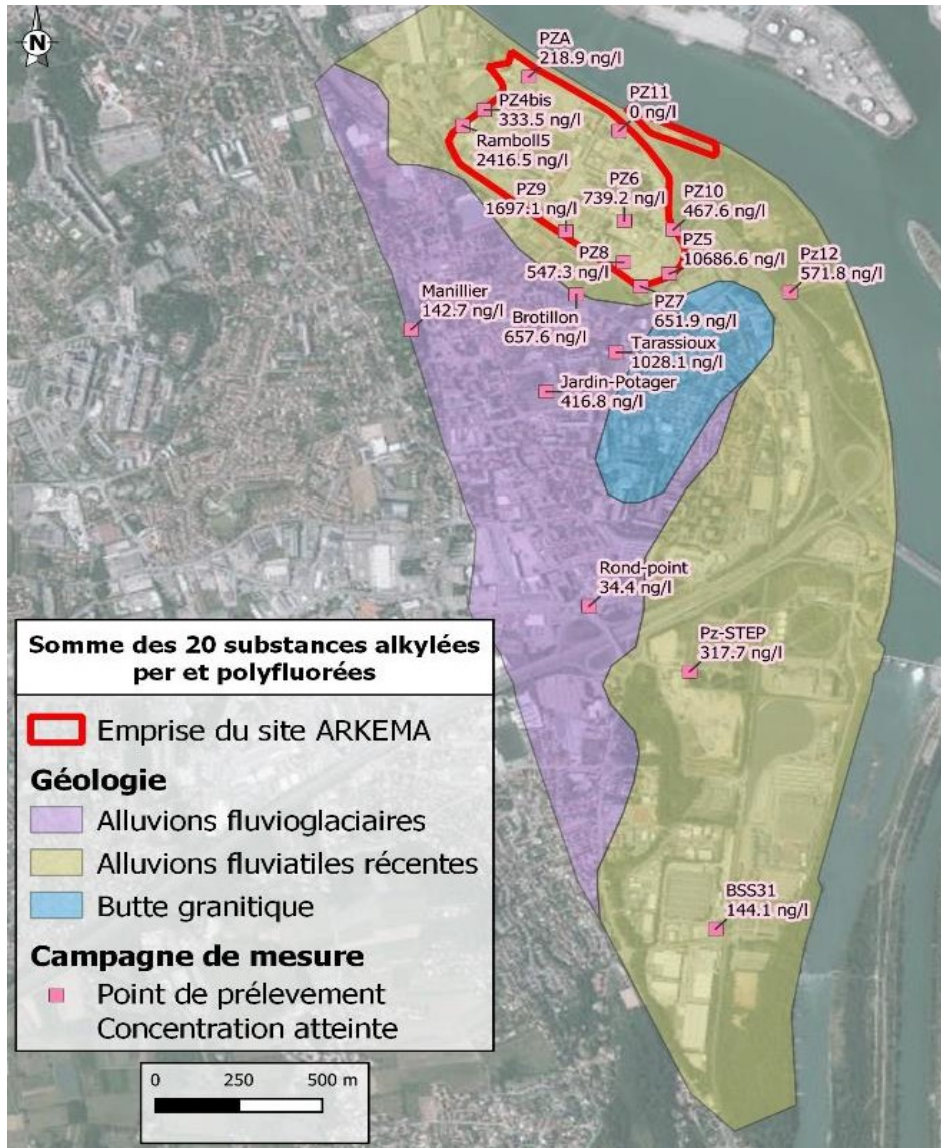 N
PZA
218.9 ng/l
PZ4bis
333.5 ng/l
PZ11
0 ng/l
Ramboll5
2416.5 ng/l
PZ9
1697.1 ng/l
PZ6
739.2 ng/l
PZ10
467.6 ng/l
PZ8
547.3 ng/l
PZ5
10686.6 ng/l
Pz12
571.8 ng/l
Manillier
142.7 ng/l
Brotillon
657.6 ng/l
PZ7
651.9 ng/l
Tarassioux
1028.1 ng/l
Jardin-Potager
416.8 ng/l
Rond-point
34.4 ng/l
Pz-STEP
317.7 ng/l
BSS31
144.1 ng/l
Somme des 20 substances alkylées
per et polyfluorées
Emprise du site ARKEMA
Géologie
Alluvions fluvioglaciaires
Alluvions fluviatiles récentes
Butte granitique
Campagne de mesure
Point de prélevement
Concentration atteinte
0 250 500 m